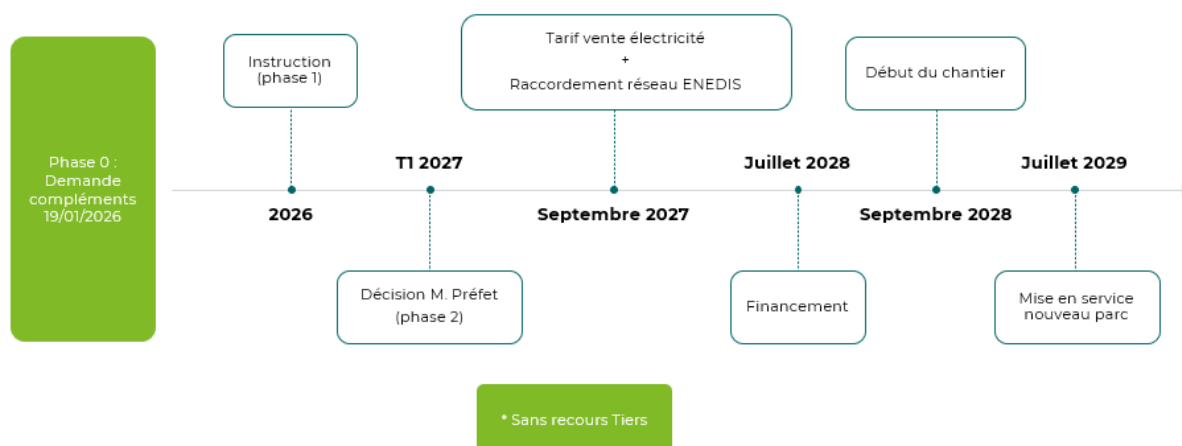 Phase 0 :
Demande
compléments
19/01/2026
Instruction
(phase 1)
2026
T1 2027
Décision M. Préfet
(phase 2)
Tarif vente électricité
+
Raccordement réseau ENEDIS
Septembre 2027
Juillet 2028
Financement
Début du chantier
Septembre 2028
Juillet 2029
Mise en service
nouveau parc
* Sans recours Tiers